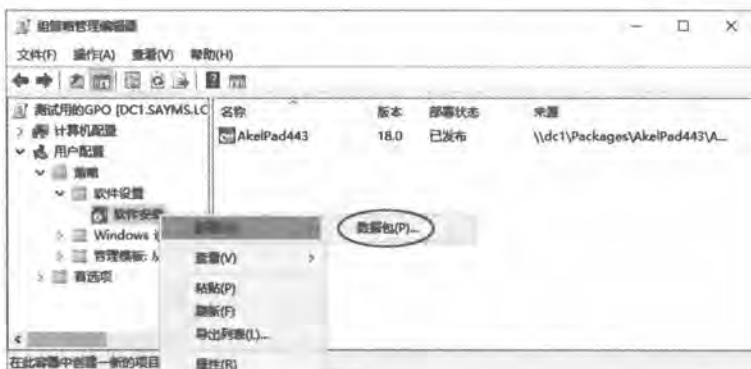 组策略管理编辑器
文件(F) 操作(A) 查看(V) 帮助(H)
测试用的GPO [DC1.SAYMS.LC
计算机配置
用户配置
策略
软件设置
软件安装
Windows
管理模板: 从
首选项
名称 版本 部署状态 来源
AkelPad443 18.0 已发布 \\dc1\Packages\AkelPad443\A...
数据包(P)...
查看(V)
粘贴(P)
刷新(F)
导出列表(L)...
属性(R)
在此容器中创建一新的项目